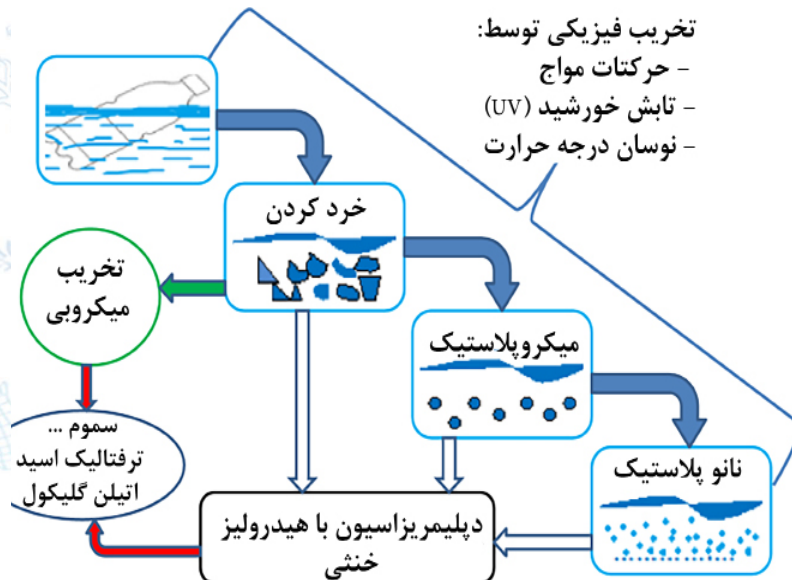 تخریب فیزیکی توسط:
- حرکتات مواج
- تابش خورشید (UV)
- نوسان درجه حرارت
خرد کردن
تخریب
میکروبی
میکروپلاستیک
نانو پلاستیک
سموم ...
ترفتالیک اسید
اتیلن گلیکول
دپلیمریزاسیون با هیدرولیز
خنثی